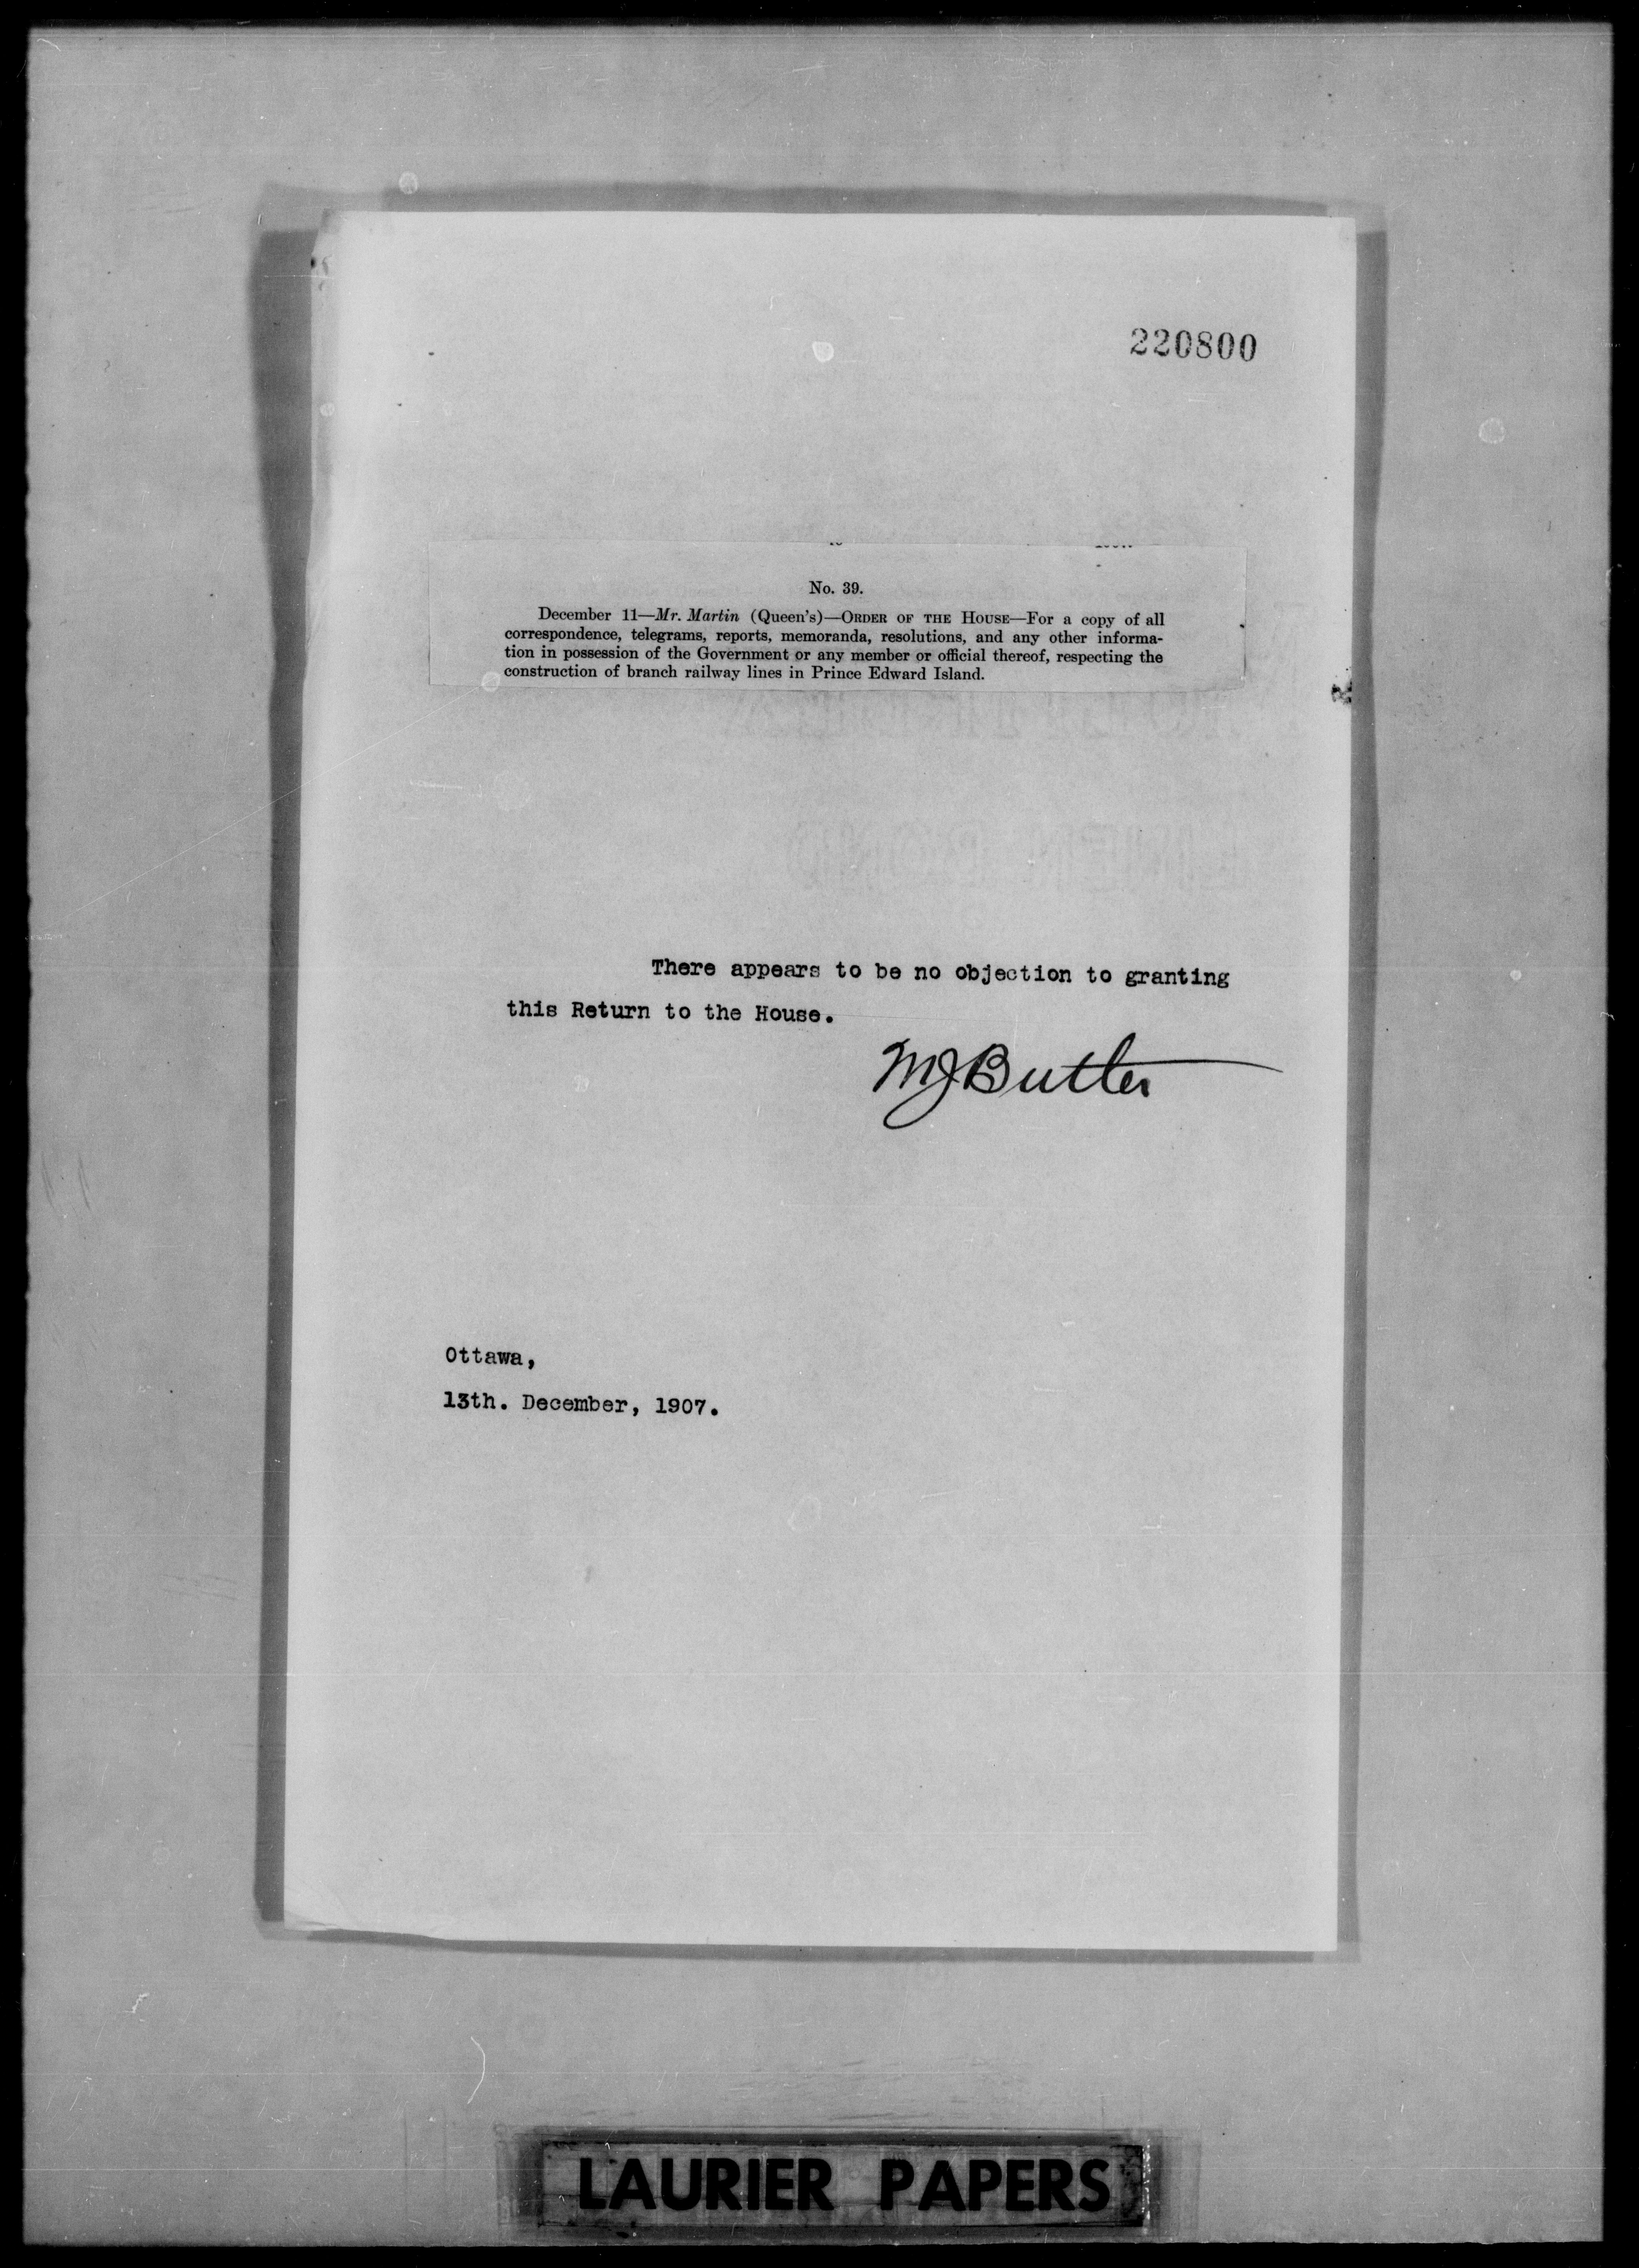 220800
No. 39.
December 11—Mr. Martin (Queen's)—ORDER OF THE HOUSE—For a copy of all
correspondence, telegrams, reports, memoranda, resolutions, and any other informa-
tion in possession of the Government or any member or official thereof, respecting the
construction of branch railway lines in Prince Edward Island.
There appears to be no objection to granting
this Return to the House.
MJButler
Ottawa,
13th. December, 1907.
LAURIER PAPERS